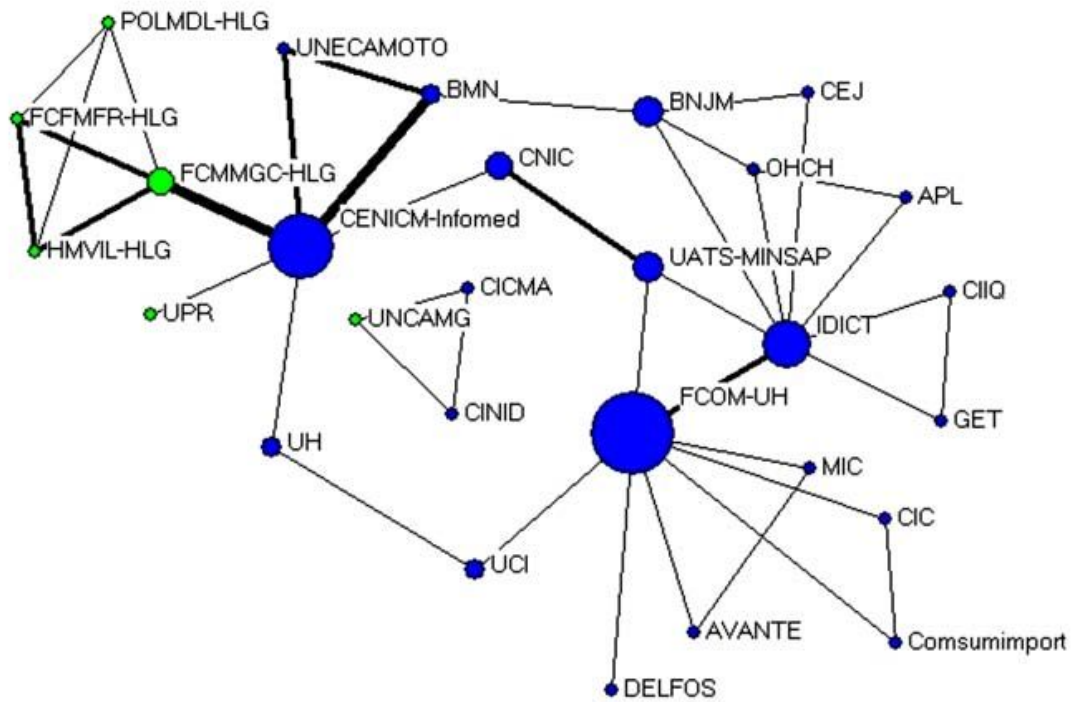 POLMDL-HLG
UNECAMOTO
BMN
BNJM
CEJ
FCFMFR-HLG
FCMMGC-HLG
CNIC
OHCH
APL
CENICM-Infomed
HMVIL-HLG
UATS-MINSAP
UPR
UNCAMG
CICMA
IDICT
CIIQ
FCOM-UH
CINID
GET
UH
MIC
CIC
UCI
AVANTE
Comsumimport
DELFOS